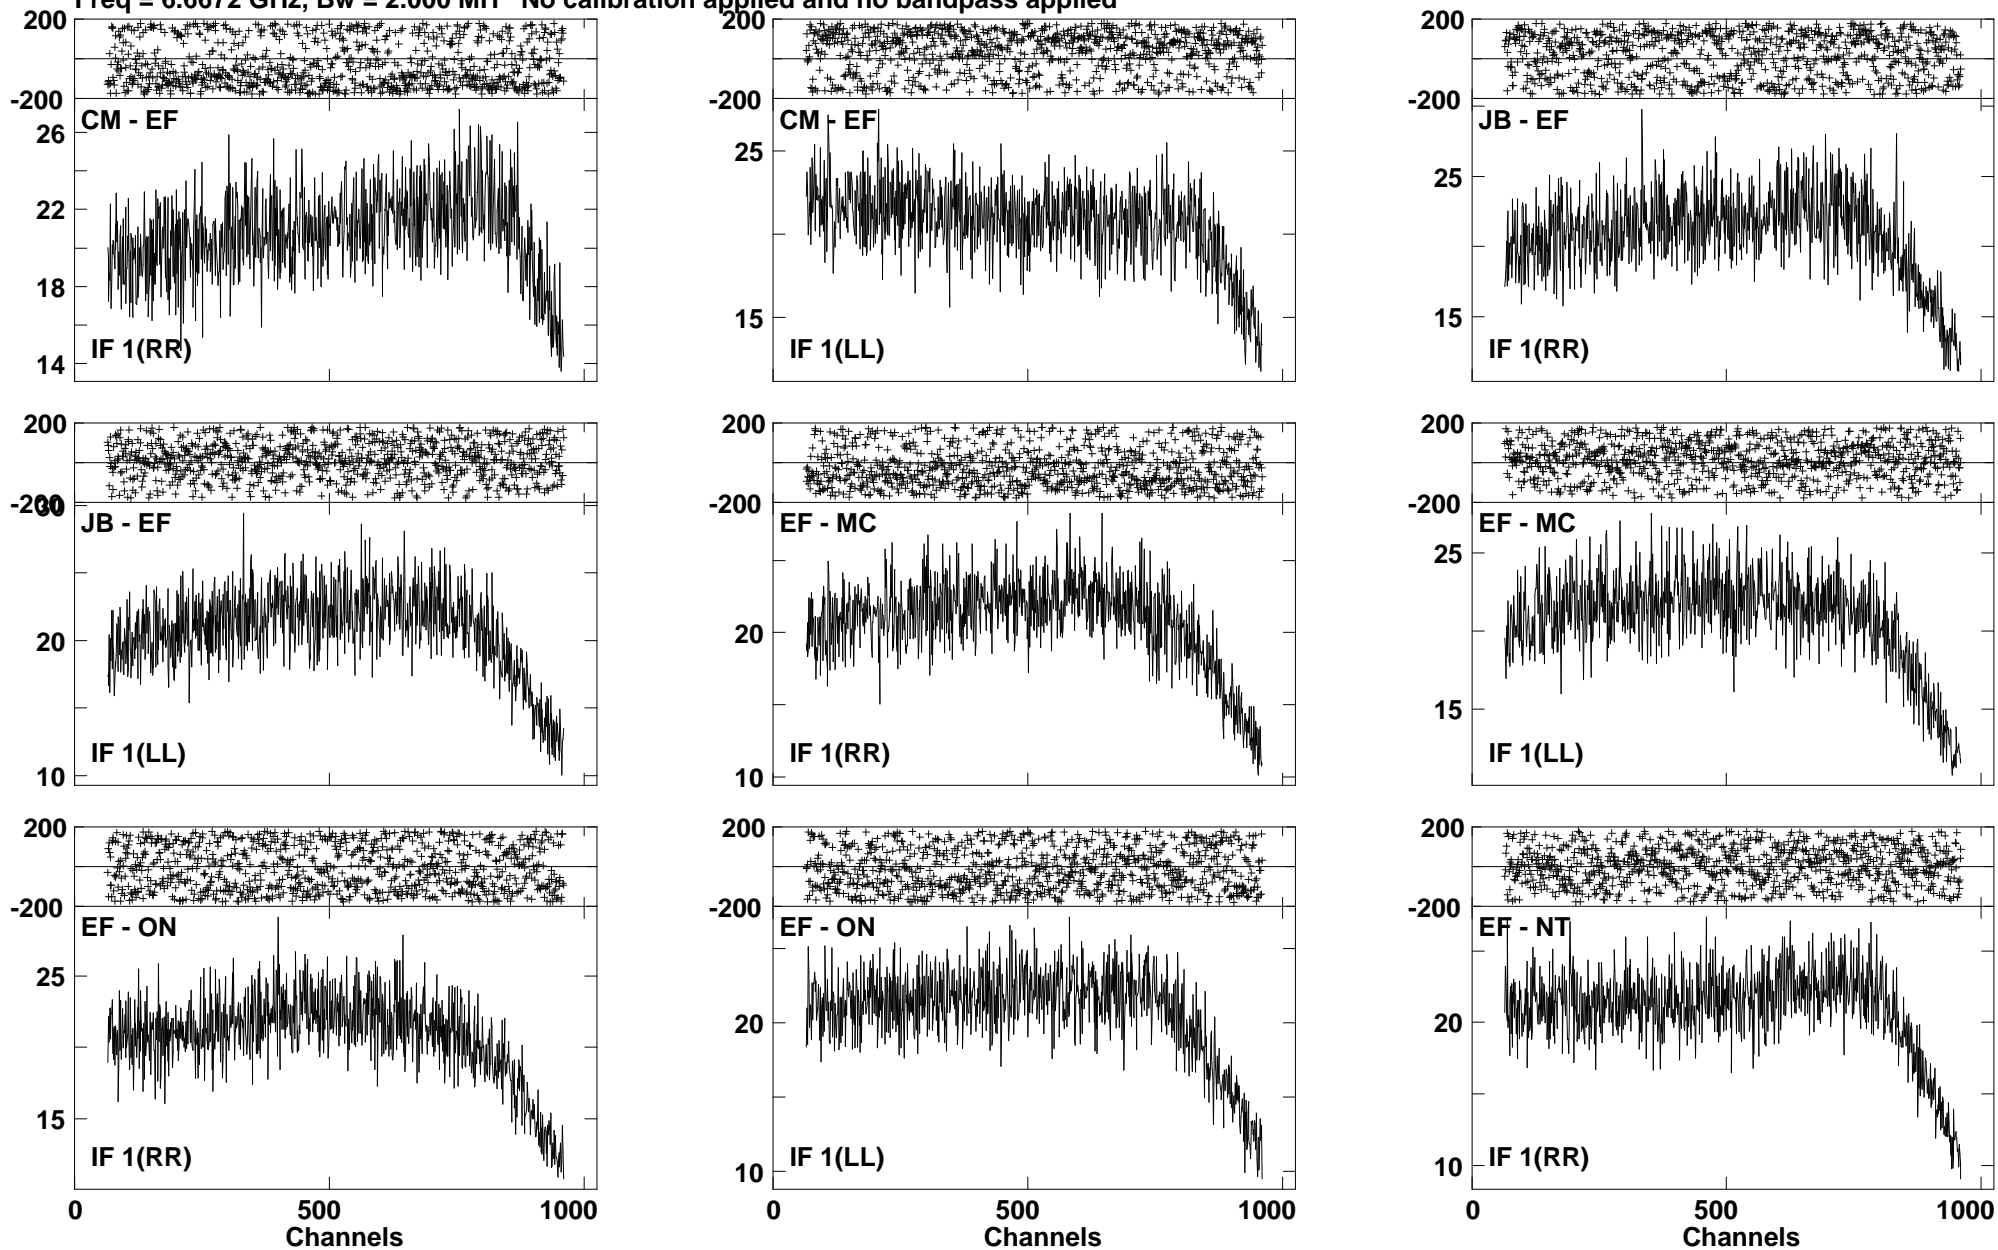 Freq = 6.6672 GHz, Bw = 2.000 MH No calibration applied and no bandpass applied
200
-200
CM - EF
26
22
18
14
IF 1(RR)
200
-200
CM - EF
25
15
IF 1(LL)
200
-200
JB - EF
25
15
IF 1(RR)
200
-200
30
JB - EF
20
10
IF 1(LL)
200
-200
EF - MC
20
10
IF 1(RR)
200
-200
EF - MC
25
15
IF 1(LL)
200
-200
EF - ON
25
15
IF 1(RR)
0 500 1000
Channels
200
-200
EF - ON
20
10
IF 1(LL)
0 500 1000
Channels
200
-200
EF - NT
20
10
IF 1(RR)
0 500 1000
Channels